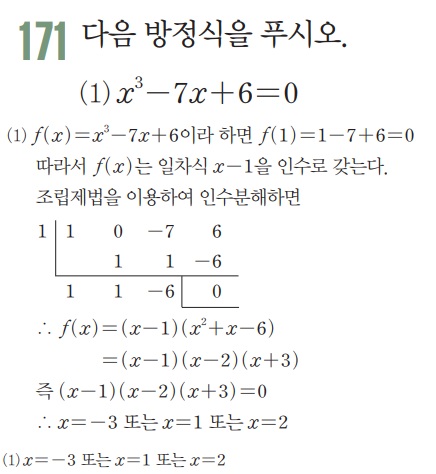 171 다음 방정식을 푸시오.
(1) x³−7x+6=0
(1) f(x)=x³−7x+6이라 하면 f(1)=1−7+6=0
따라서 f(x)는 일차식 x−1을 인수로 갖는다.
조립제법을 이용하여 인수분해하면
1 1 0 −7 6
1 1 −6
1 1 −6 0
∴ f(x)=(x−1)(x²+x−6)
=(x−1)(x−2)(x+3)
즉 (x−1)(x−2)(x+3)=0
∴ x=−3 또는 x=1 또는 x=2
(1) x=−3 또는 x=1 또는 x=2